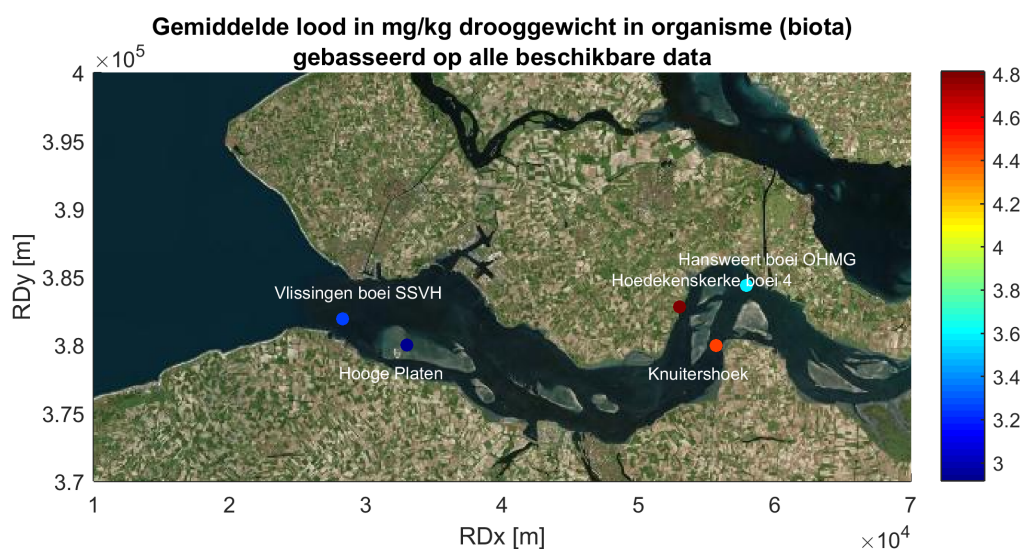 Gemiddelde lood in mg/kg drooggewicht in organisme (biota)
gebasseerd op alle beschikbare data
×10^5
4
3.95
3.9
3.85
3.8
3.75
3.7
RDy [m]
Hansweert boei OHMG
Hoedekenskerke boei 4
Vlissingen boei SSVH
Hooge Platen
Knuitershoek
1
2
3
4
5
6
7
RDx [m]
×10^4
4.8
4.6
4.4
4.2
4
3.8
3.6
3.4
3.2
3